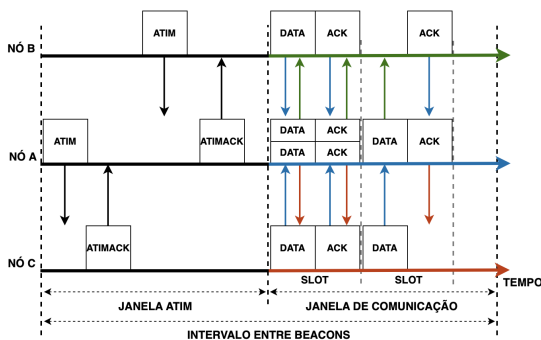 ATIM
DATA
ACK
ACK
NÓ B
ATIM
ATIMACK
DATA
ACK
DATA
ACK
DATA
ACK
NÓ A
ATIMACK
DATA
ACK
DATA
NÓ C
SLOT
SLOT
TEMPO
JANELA ATIM
JANELA DE COMUNICAÇÃO
INTERVALO ENTRE BEACONS